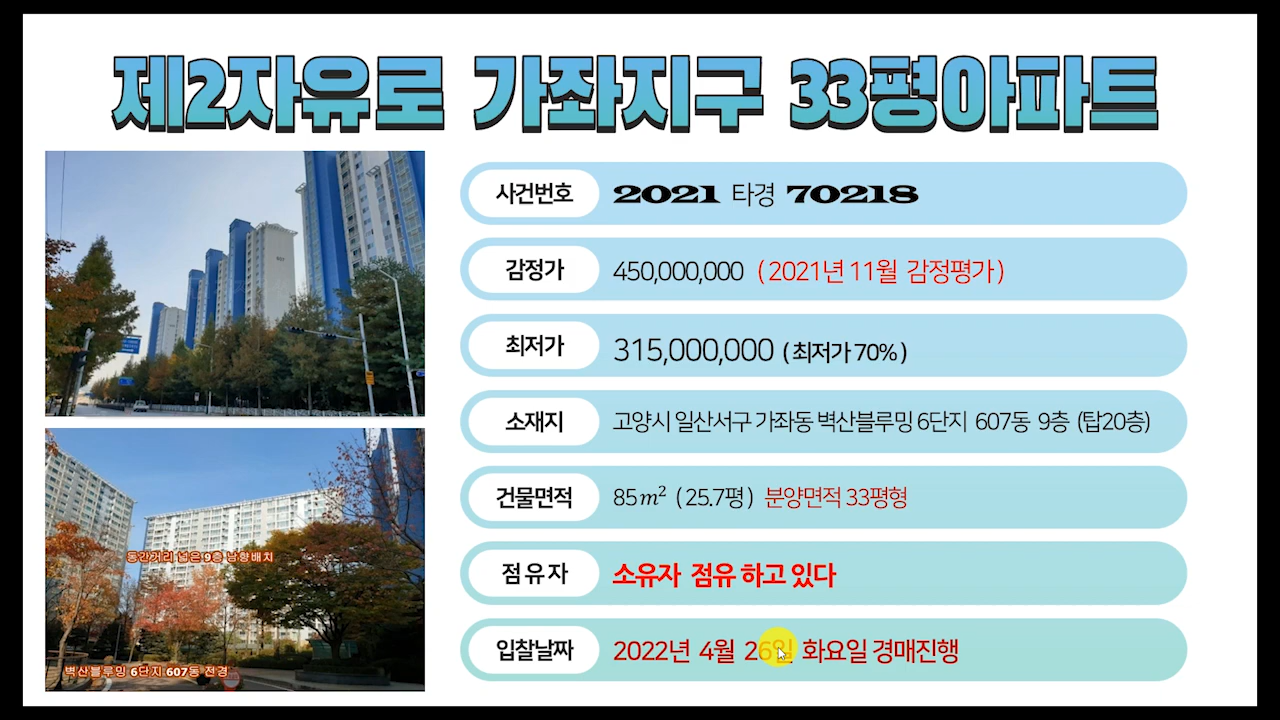 제2자유로 가좌지구 33평아파트
사건번호 2021 타경 70218
감정가 450,000,000 (2021년 11월 감정평가)
최저가 315,000,000 (최저가 70%)
소재지 고양시 일산서구 가좌동 벽산블루밍 6단지 607동 9층 (탑20층)
건물면적 85m² (25.7평) 분양면적 33평형
점유자 소유자 점유 하고 있다
입찰날짜 2022년 4월 26일 화요일 경매진행
동간거리 넓은 9층 남향배치
벽산블루밍 6단지 607동 전경